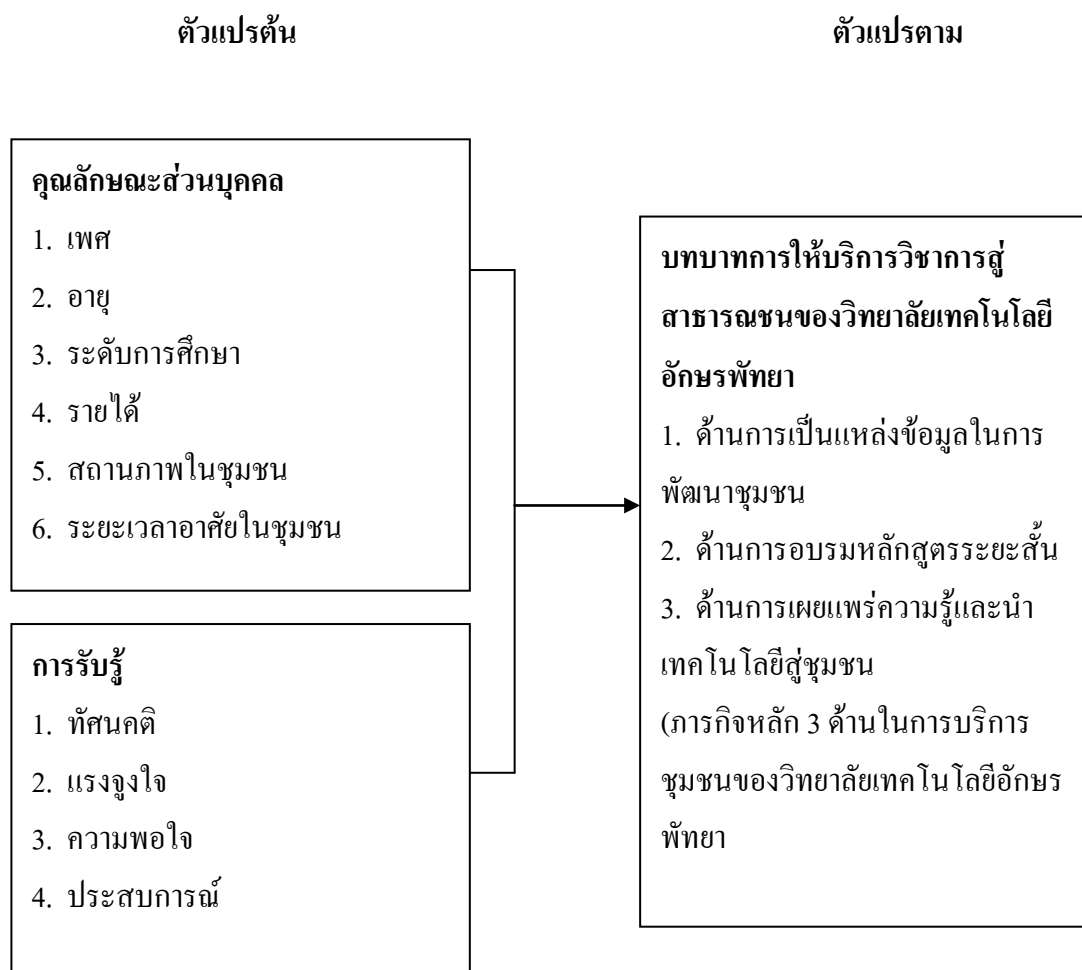 ตัวแปรต้น
ตัวแปรตาม
คุณลักษณะส่วนบุคคล
1. เพศ
2. อายุ
3. ระดับการศึกษา
4. รายได้
5. สถานภาพในชุมชน
6. ระยะเวลาอาศัยในชุมชน
การรับรู้
1. ทัศนคติ
2. แรงจูงใจ
3. ความพอใจ
4. ประสบการณ์
บทบาทการให้บริการวิชาการสู่
สาธารณชนของวิทยาลัยเทคโนโลยี
อักษรพัทยา
1. ด้านการเป็นแหล่งข้อมูลในการ
พัฒนาชุมชน
2. ด้านการอบรมหลักสูตรระยะสั้น
3. ด้านการเผยแพร่ความรู้และนำ
เทคโนโลยีสู่ชุมชน
(ภารกิจหลัก 3 ด้านในการบริการ
ชุมชนของวิทยาลัยเทคโนโลยีอักษร
พัทยา